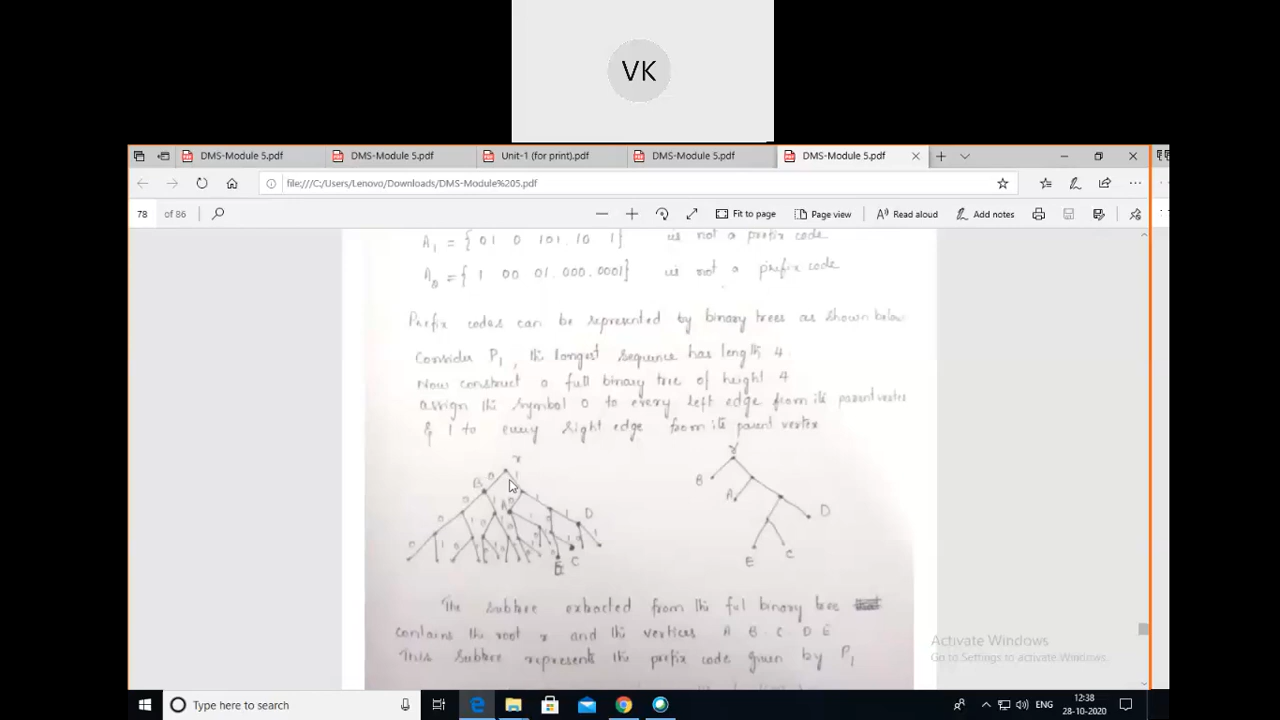 VK
DMS-Module 5.pdf
DMS-Module 5.pdf
Unit-1 (for print).pdf
DMS-Module 5.pdf
DMS-Module 5.pdf
file:///C:/Users/Lenovo/Downloads/DMS-Module%205.pdf
78 of 86
Fit to page
Page view
Read aloud
Add notes
A1 = { 01 0 101. 10 1} is not a prefix code
= { 1 00 01. 000. 0001} is not a prefix code
Prefix codes can be represented by binary trees as shown below
Consider P1, the longest sequence has length 4
Now construct a full binary tree of height 4
assign the symbol 0 to every left edge from its parent vertex
& 1 to every right edge from its parent vertex
B A D E C
B A D E C
The subtree extracted from the full binary tree
contains the root r and the vertices A B C D E
This subtree represents the prefix code given by P1
Activate Windows
Go to Settings to activate Windows.
Type here to search
ENG
12:38
28-10-2020